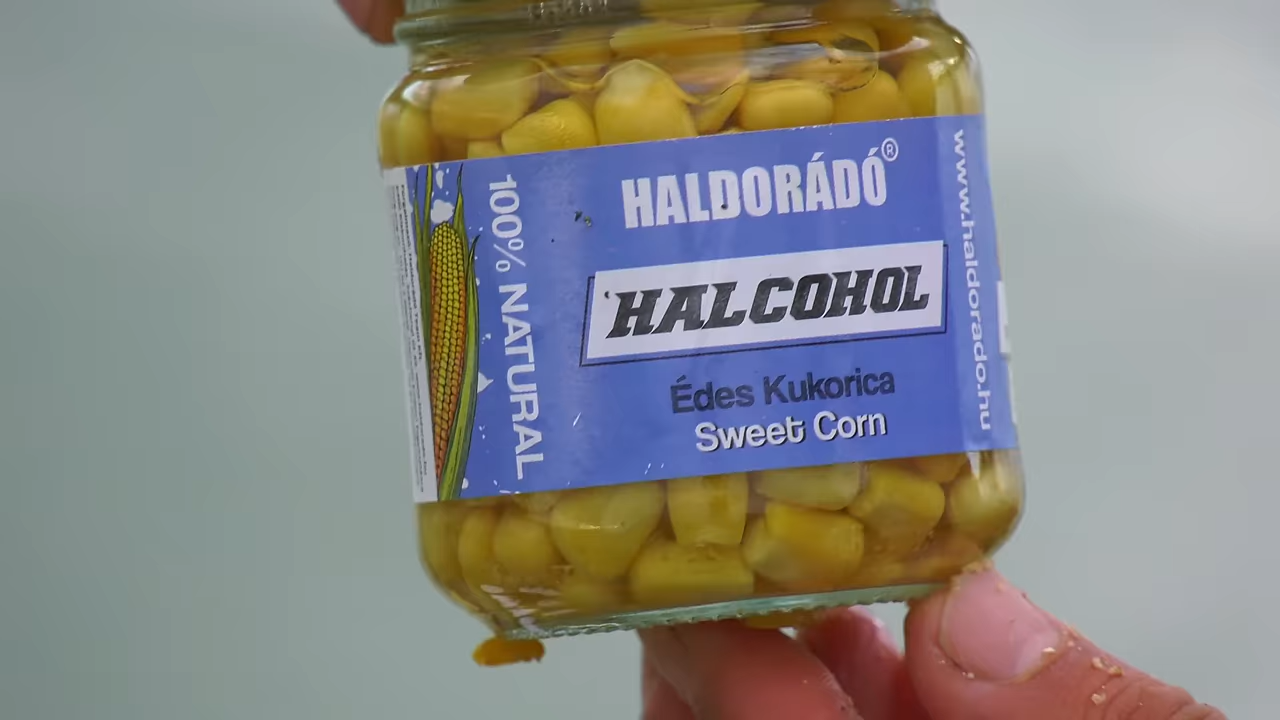 100% NATURAL
HALDORÁDÓ®
HALCOHOL
Édes Kukorica
Sweet Corn
www.haldorado.hu